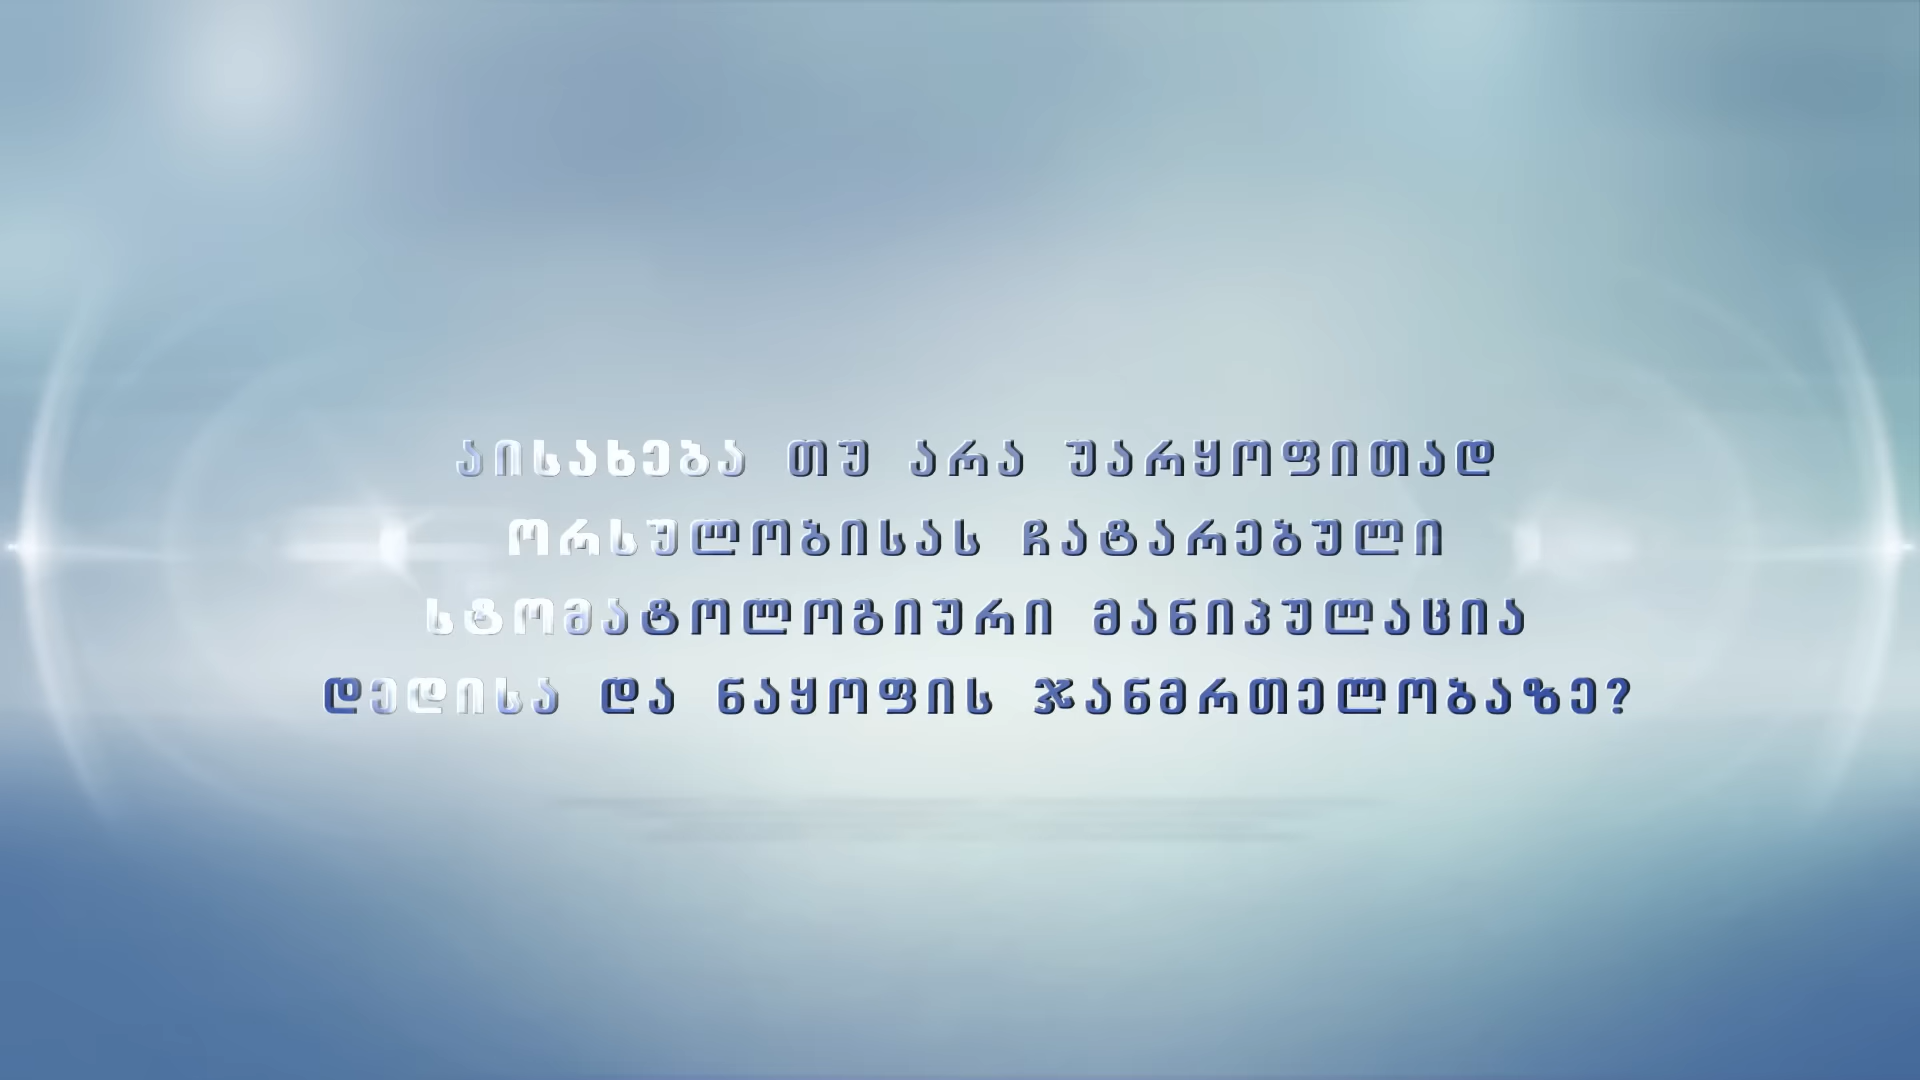 აისახება თუ არა უარყოფითად
ორსულობისას ჩატარებული
სტომატოლოგიური მანიპულაცია
დედისა და ნაყოფის ჯანმრთელობაზე?